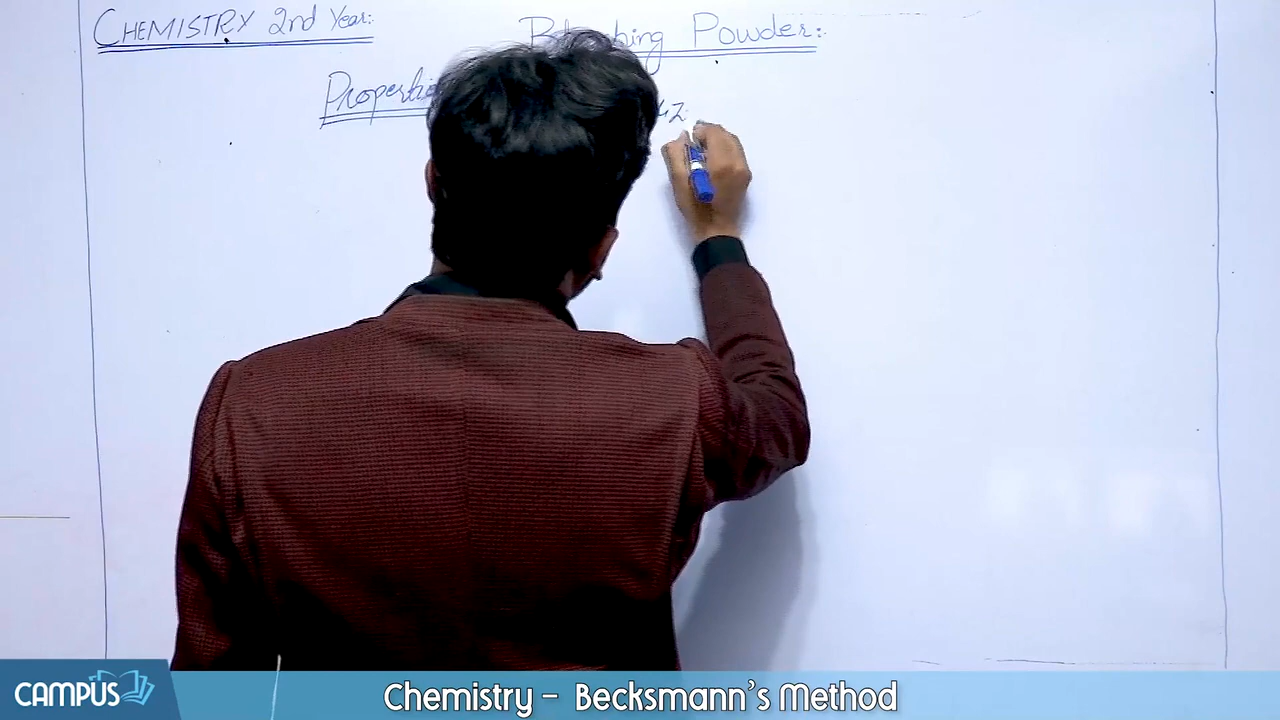 CHEMISTRY 2nd Year:
Powder:
CAMPUS
Chemistry - Becksmann's Method